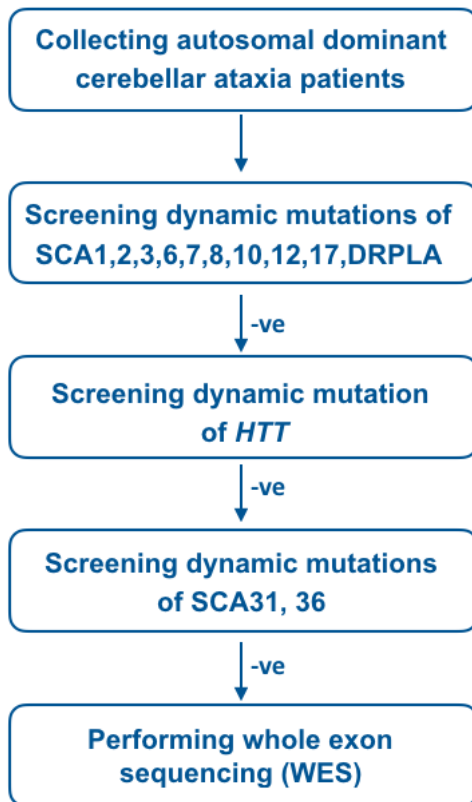 Collecting autosomal dominant
cerebellar ataxia patients
Screening dynamic mutations of
SCA1,2,3,6,7,8,10,12,17,DRPLA
-ve
Screening dynamic mutation
of HTT
-ve
Screening dynamic mutations
of SCA31, 36
-ve
Performing whole exon
sequencing (WES)